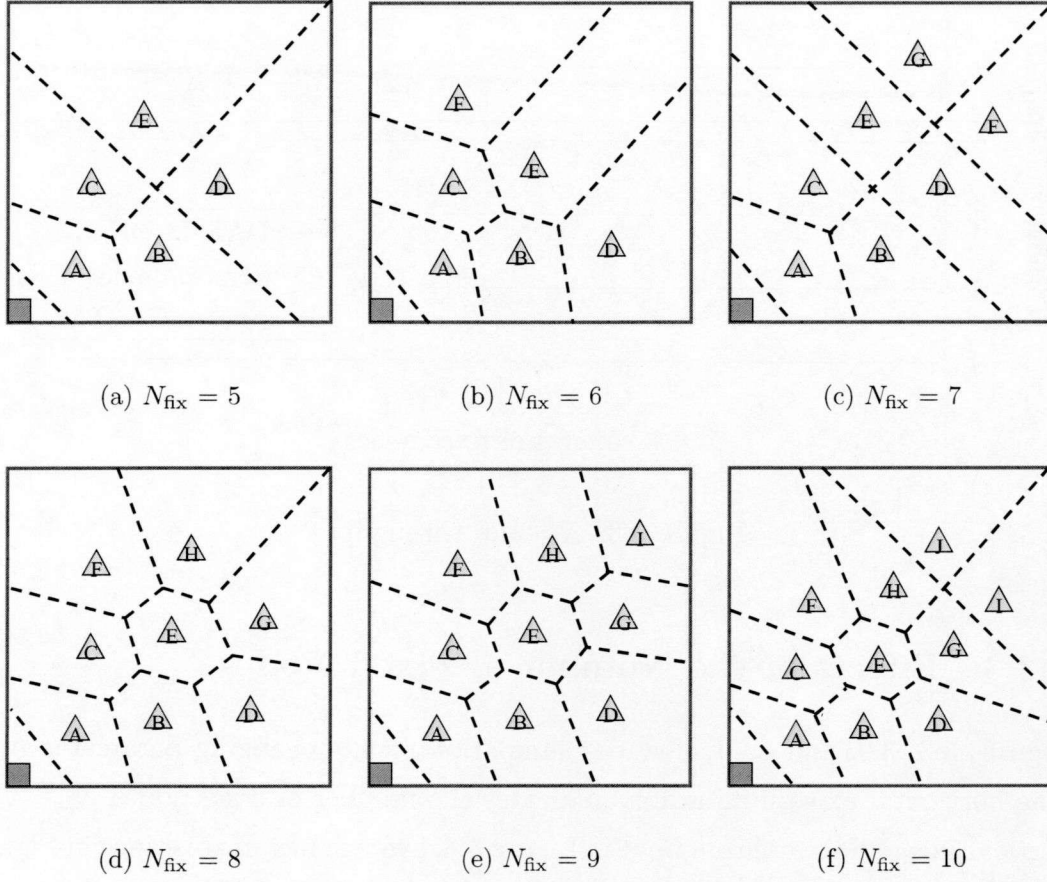 E
C
D
B
A
(a) N_fix = 5
F
E
C
D
B
A
(b) N_fix = 6
G
E
F
C
D
B
A
(c) N_fix = 7
H
F
G
E
C
D
B
A
(d) N_fix = 8
I
H
F
G
E
C
D
B
A
(e) N_fix = 9
J
H
F
I
G
E
C
D
B
A
(f) N_fix = 10